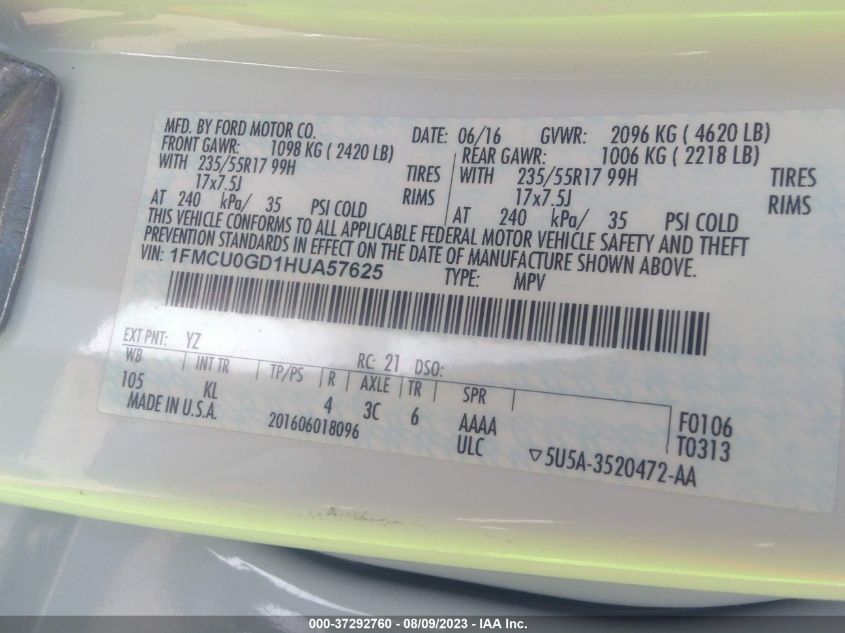 MFD. BY FORD MOTOR CO.
DATE: 06/16 GVWR: 2096 KG ( 4620 LB)
FRONT GAWR: 1098 KG ( 2420 LB)
REAR GAWR: 1006 KG ( 2218 LB)
WITH 235/55R17 99H TIRES
WITH 235/55R17 99H TIRES
17x7.5J RIMS
17x7.5J RIMS
AT 240 kPa/ 35 PSI COLD
AT 240 kPa/ 35 PSI COLD
THIS VEHICLE CONFORMS TO ALL APPLICABLE FEDERAL MOTOR VEHICLE SAFETY AND THEFT
PREVENTION STANDARDS IN EFFECT ON THE DATE OF MANUFACTURE SHOWN ABOVE.
VIN: 1FMCU0GD1HUA57625 TYPE: MPV
EXT PNT: YZ RC: 21 DSO:
WB INT TR TP/PS R AXLE TR SPR
105 KL 4 3C 6 AAAA F0106
MADE IN U.S.A. 201606018096 ULC T0313
▽5U5A-3520472-AA
000-37292760 - 08/09/2023 - IAA Inc.